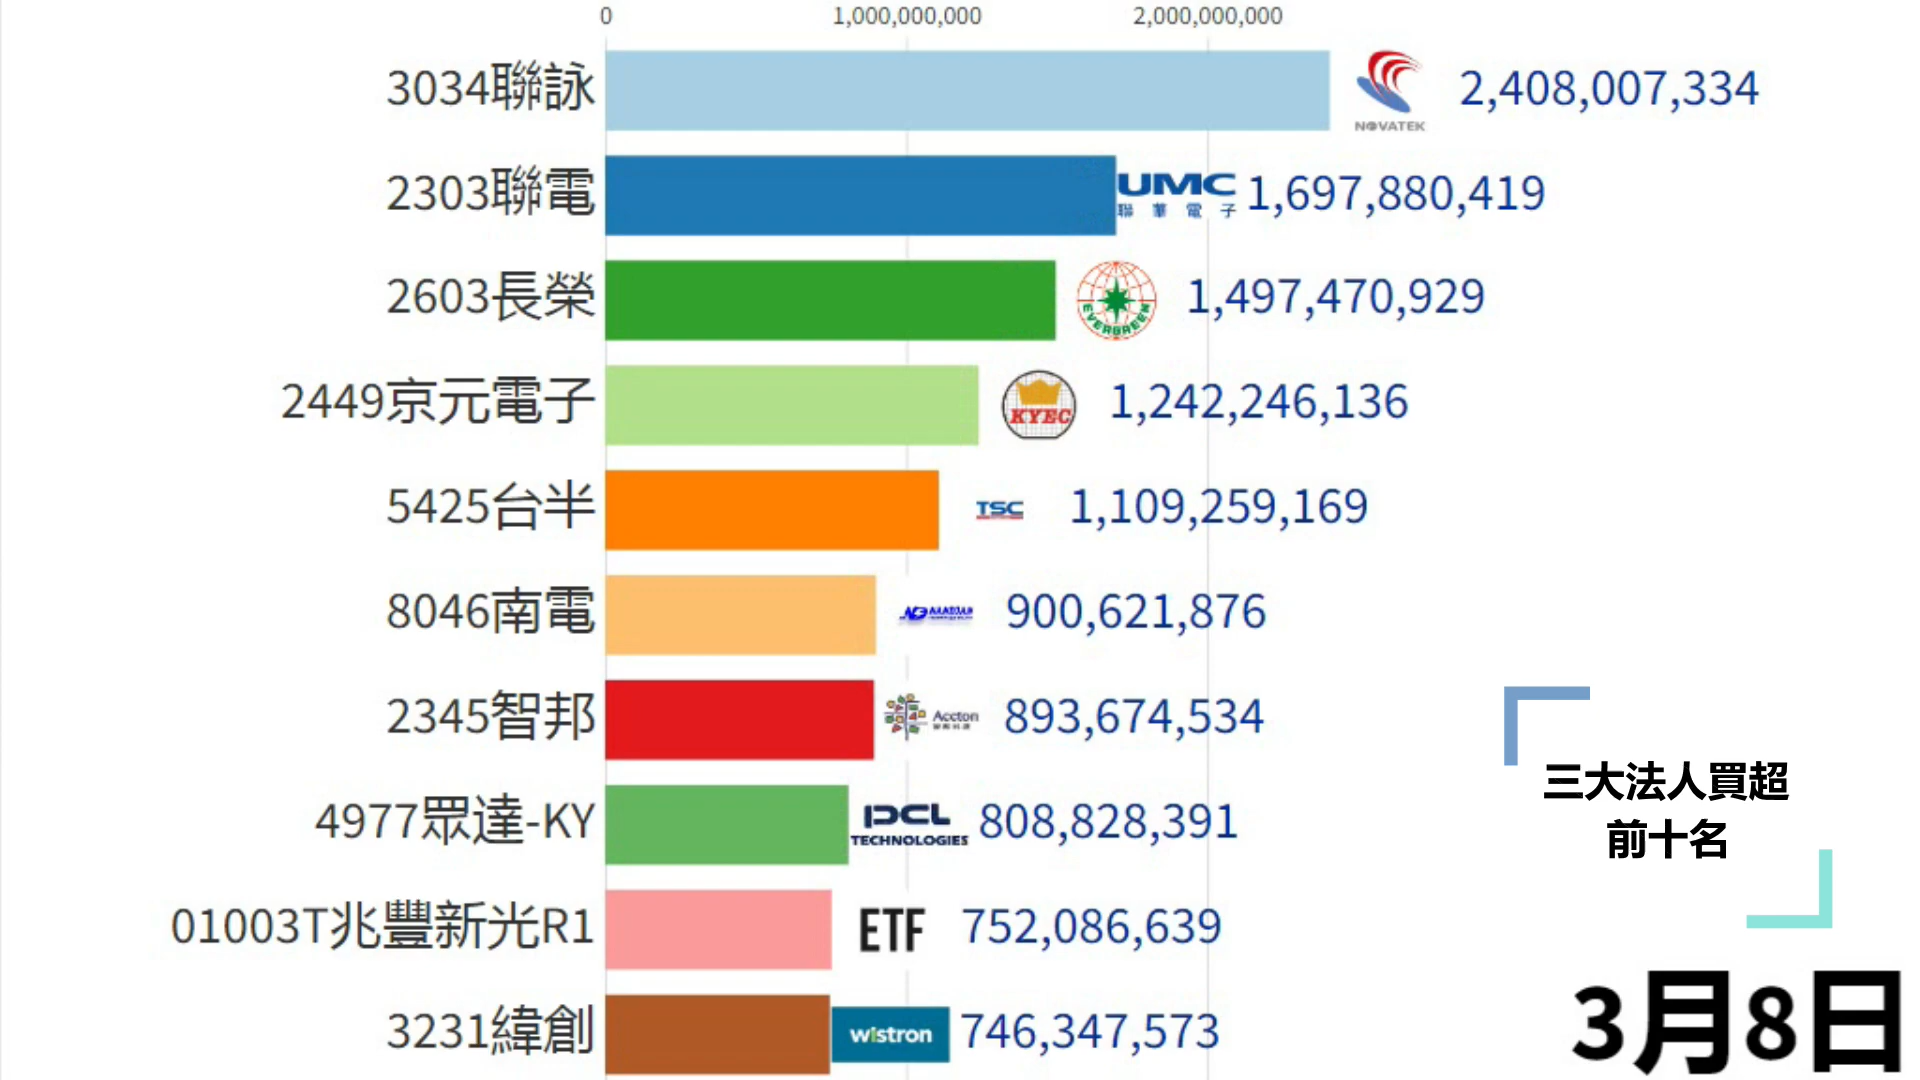 0 1,000,000,000 2,000,000,000
3034聯詠 NOVATEK 2,408,007,334
2303聯電 UMC 聯華電子 1,697,880,419
2603長榮 EVERGREEN 1,497,470,929
2449京元電子 KYEC 1,242,246,136
5425台半 TSC 1,109,259,169
8046南電 900,621,876
2345智邦 Accton 893,674,534
4977眾達-KY PCL TECHNOLOGIES 808,828,391
01003T兆豐新光R1 ETF 752,086,639
3231緯創 wistron 746,347,573
三大法人買超
前十名
3月8日